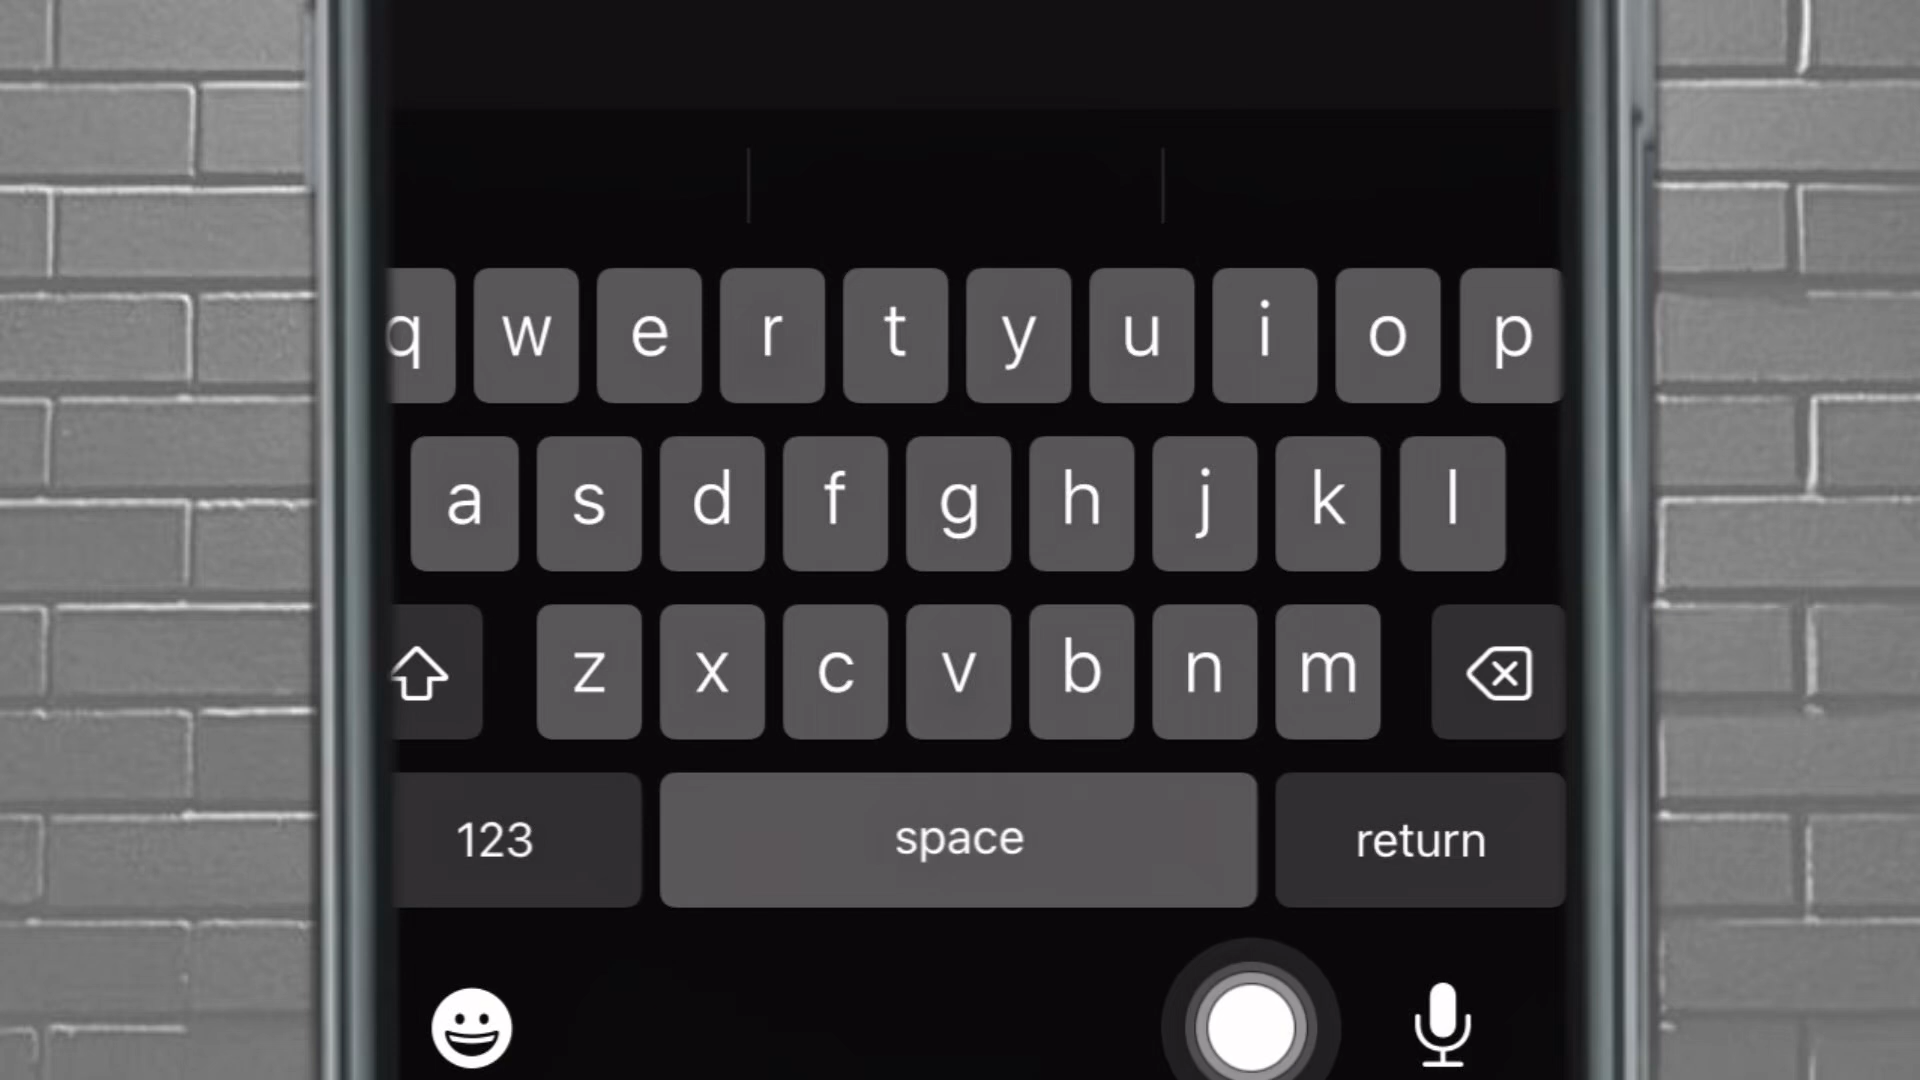 q w e r t y u i o p
a s d f g h j k l
z x c v b n m
123 space return